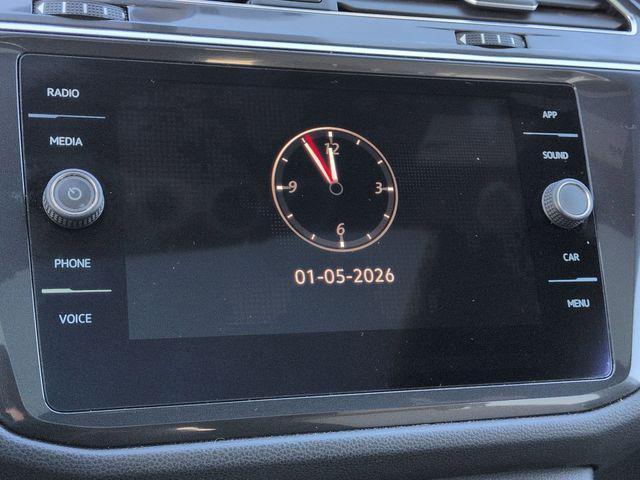 RADIO
MEDIA
PHONE
VOICE
12
3
6
9
01-05-2026
APP
SOUND
CAR
MENU